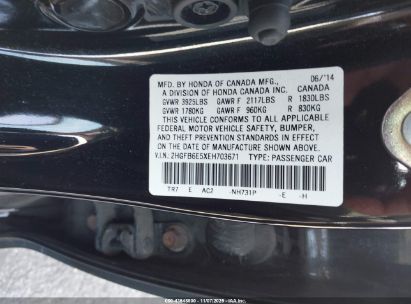 MFD. BY HONDA OF CANADA MFG., 06/'14
A DIVISION OF HONDA CANADA INC. CANADA
GVWR 3925LBS GAWR F 2117LBS R 1830LBS
GVWR 1780KG GAWR F 960KG R 830KG
THIS VEHICLE CONFORMS TO ALL APPLICABLE
FEDERAL MOTOR VEHICLE SAFETY, BUMPER,
AND THEFT PREVENTION STANDARDS IN EFFECT
ON THE DATE OF MANUFACTURE SHOWN ABOVE.
V.I.N.: 2HGFB6E5XEH703671 TYPE: PASSENGER CAR
TR7 E AC2 NH731P -E -H